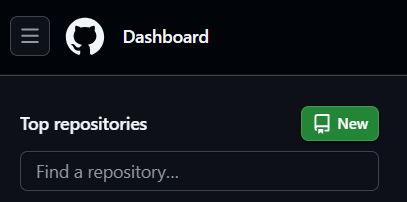 Dashboard
Top repositories
New
Find a repository...